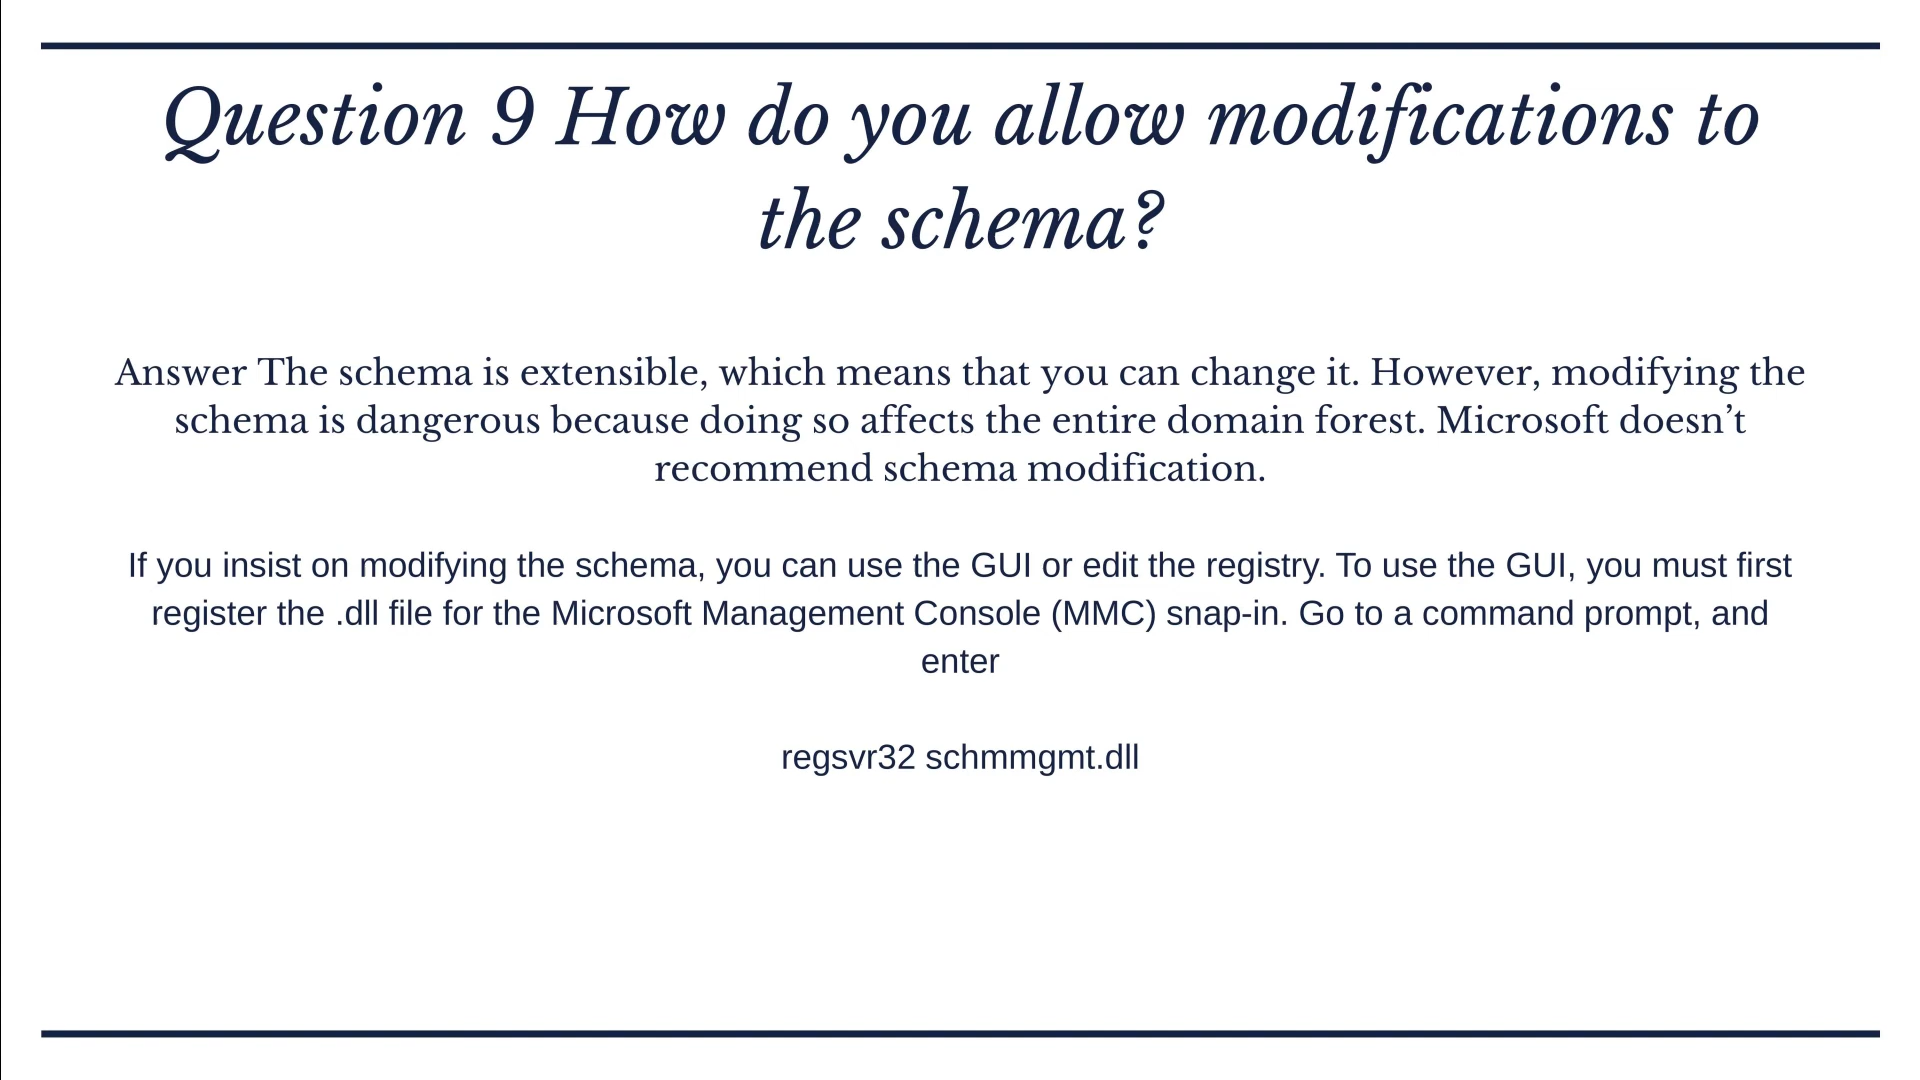 Question 9 How do you allow modifications to
the schema?
Answer The schema is extensible, which means that you can change it. However, modifying the
schema is dangerous because doing so affects the entire domain forest. Microsoft doesn’t
recommend schema modification.
If you insist on modifying the schema, you can use the GUI or edit the registry. To use the GUI, you must first
register the .dll file for the Microsoft Management Console (MMC) snap-in. Go to a command prompt, and
enter
regsvr32 schmmgmt.dll